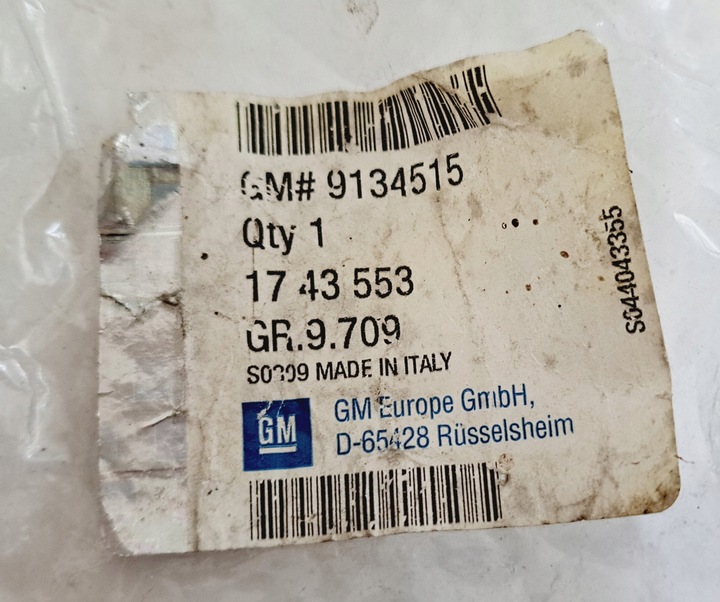 GM# 9134515
Qty 1
17 43 553
GR.9.709
MADE IN ITALY
GM
GM Europe GmbH,
D-65428 Rüsselsheim
S044043355